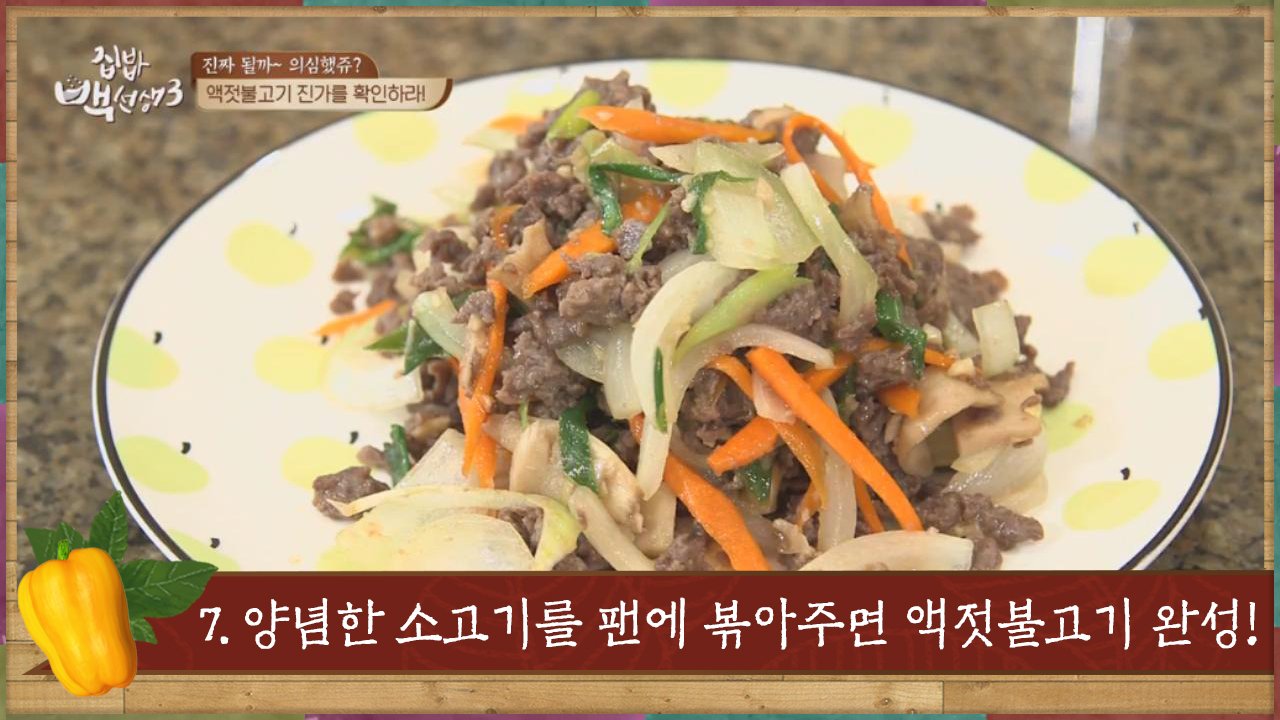 집밥
백선생3
진짜 될까~ 의심했쥬?
액젓불고기 진가를 확인하라!
7. 양념한 소고기를 팬에 볶아주면 액젓불고기 완성!